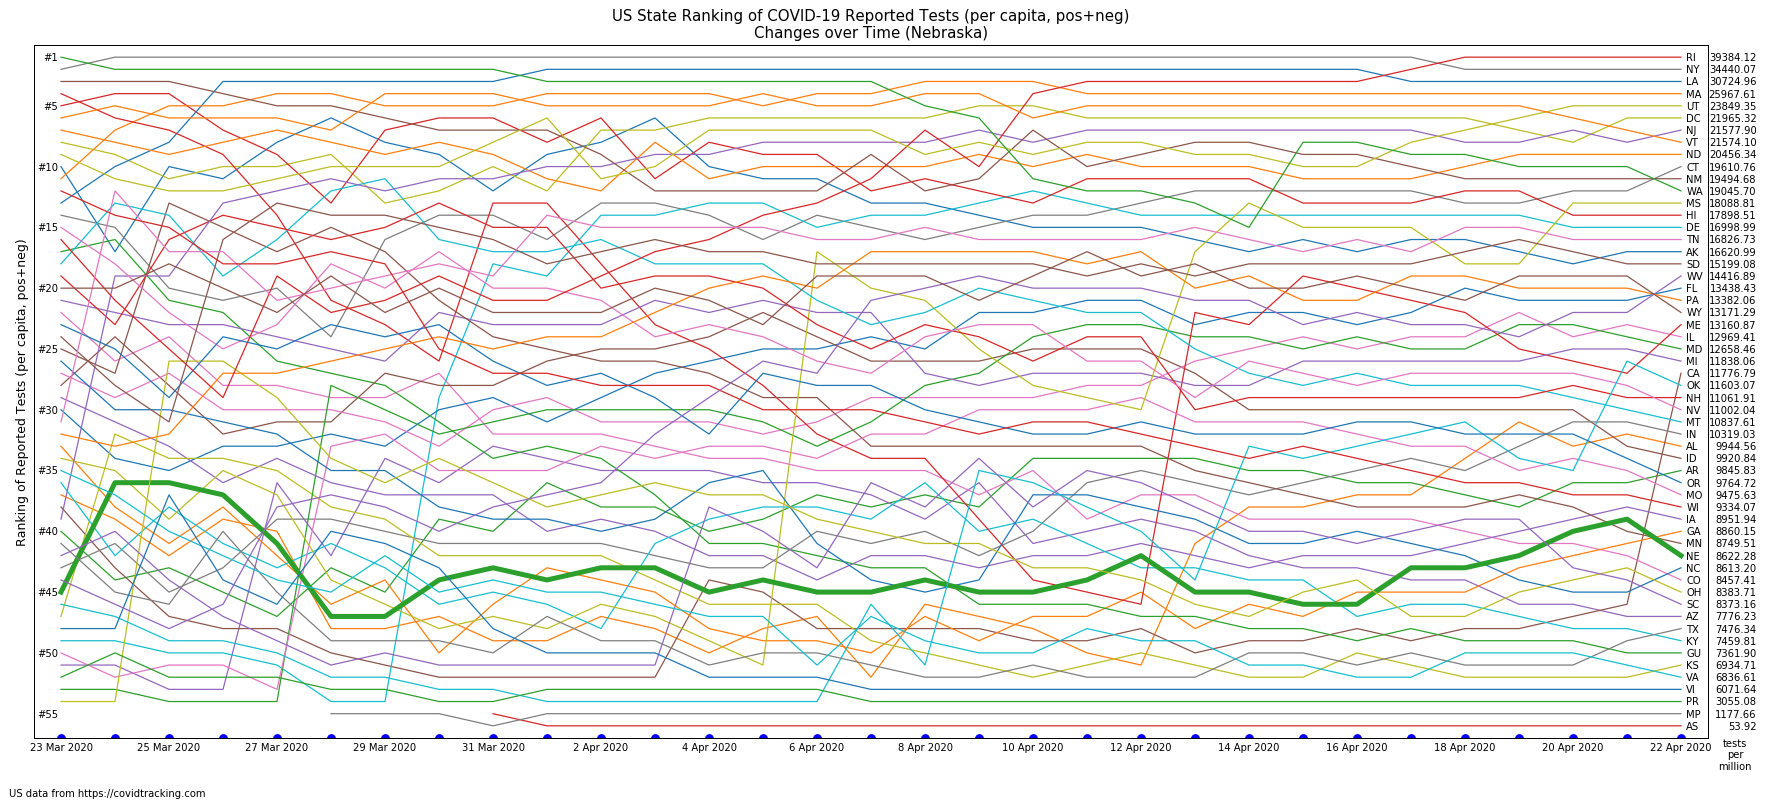 US State Ranking of COVID-19 Reported Tests (per capita, pos+neg)
Changes over Time (Nebraska)
Ranking of Reported Tests (per capita, pos+neg)
#1
#5
#10
#15
#20
#25
#30
#35
#40
#45
#50
#55
RI 39384.12
NY 34440.07
LA 30724.96
MA 25967.61
UT 23849.35
DC 21965.32
NJ 21577.90
VT 21574.10
ND 20456.34
CT 19610.76
NM 19494.68
WA 19045.70
MS 18088.81
HI 17898.51
DE 16998.99
TN 16826.73
AK 16620.99
SD 15199.08
WV 14416.89
FL 13438.43
PA 13382.06
WY 13171.29
ME 13160.87
IL 12969.41
MD 12658.46
MI 11838.06
CA 11776.79
OK 11603.07
NH 11061.91
NV 11002.04
MT 10837.61
IN 10319.03
AL 9944.56
ID 9920.84
AR 9845.83
OR 9764.72
MO 9475.63
WI 9334.07
IA 8951.94
GA 8860.15
MN 8749.51
NE 8622.28
NC 8613.20
CO 8457.41
OH 8383.71
SC 8373.16
AZ 7776.23
TX 7476.34
KY 7459.81
GU 7361.90
KS 6934.71
VA 6836.61
VI 6071.64
PR 3055.08
MP 1177.66
AS 53.92
23 Mar 2020 25 Mar 2020 27 Mar 2020 29 Mar 2020 31 Mar 2020 2 Apr 2020 4 Apr 2020 6 Apr 2020 8 Apr 2020 10 Apr 2020 12 Apr 2020 14 Apr 2020 16 Apr 2020 18 Apr 2020 20 Apr 2020 22 Apr 2020
tests
per
million
US data from https://covidtracking.com